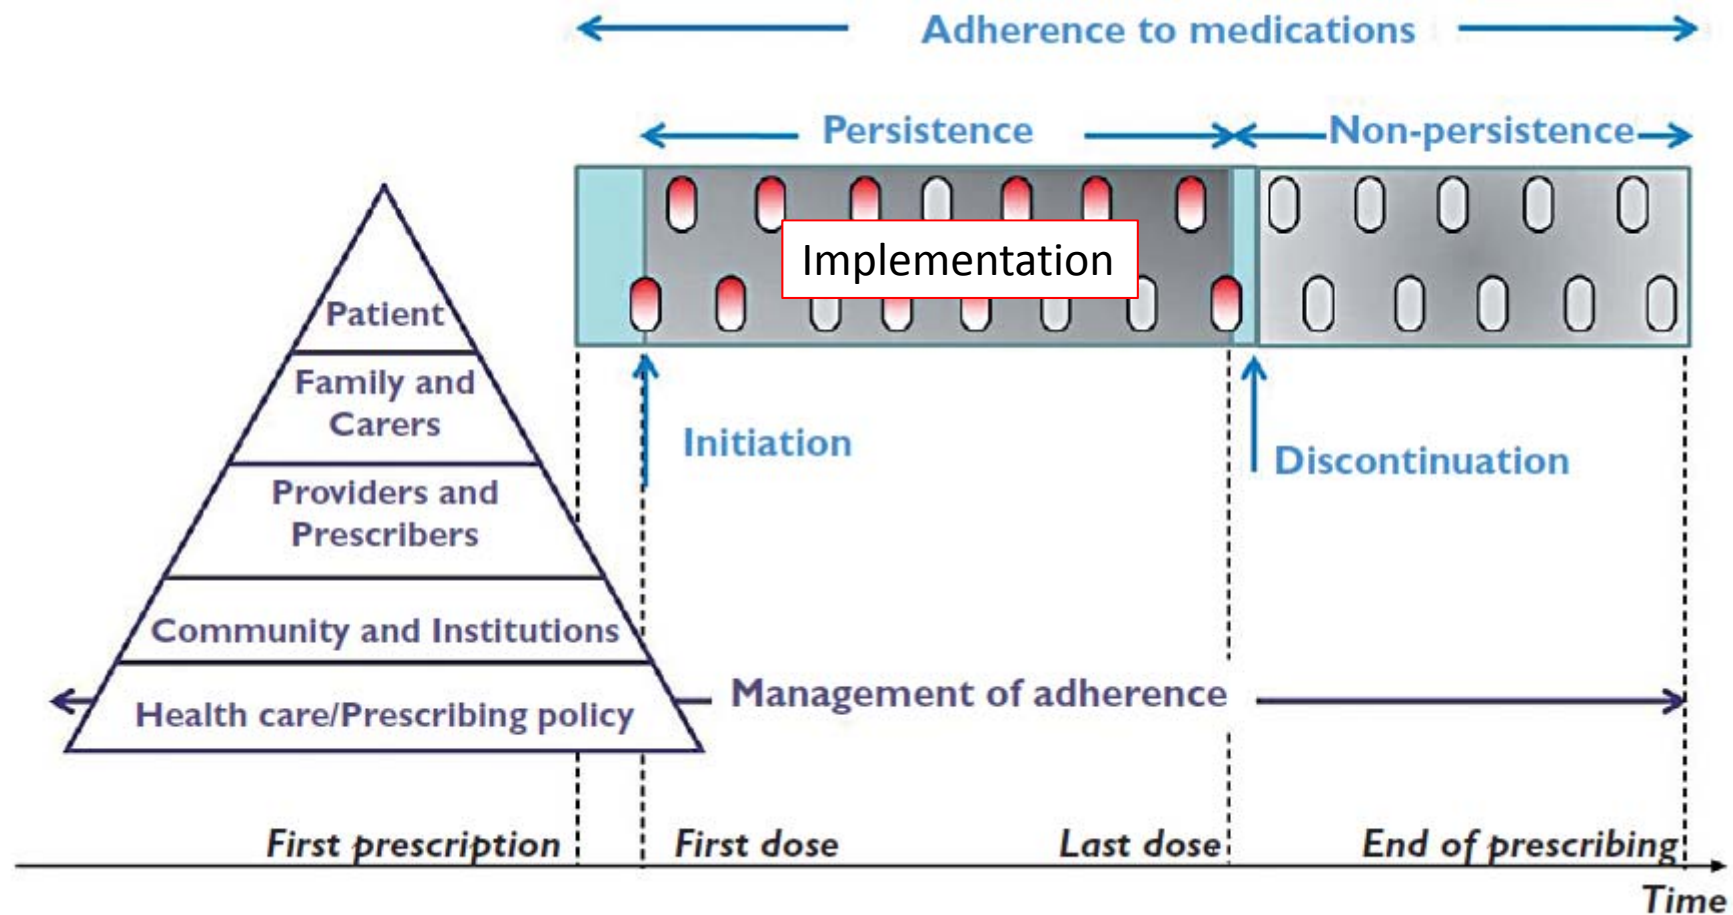 Adherence to medications
Persistence
Non-persistence
Implementation
Patient
Family and
Carers
Providers and
Prescribers
Community and Institutions
Health care/Prescribing policy
Initiation
Discontinuation
Management of adherence
First prescription
First dose
Last dose
End of prescribing
Time